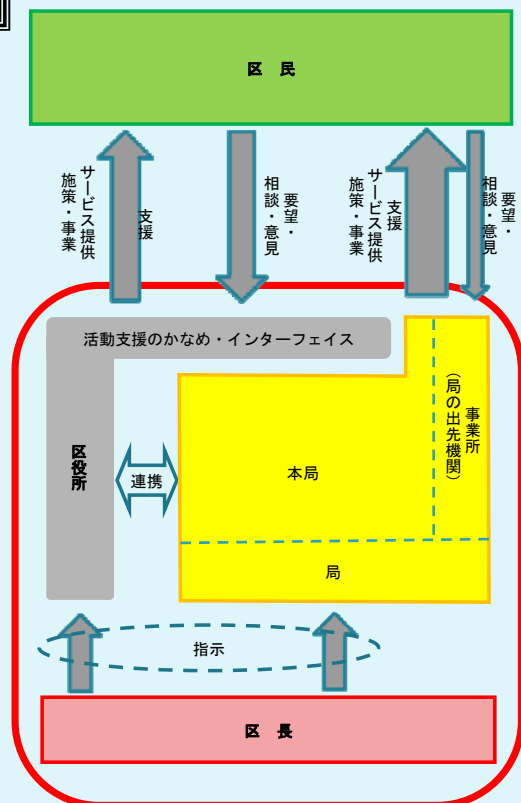 区 民
施策・事業
サービス提供
支援
要望・
相談・意見
施策・事業
サービス提供
支援
要望・
相談・意見
活動支援のかなめ・インターフェイス
区役所
連携
本局
事業所
（局の出先機関）
局
指示
区 長